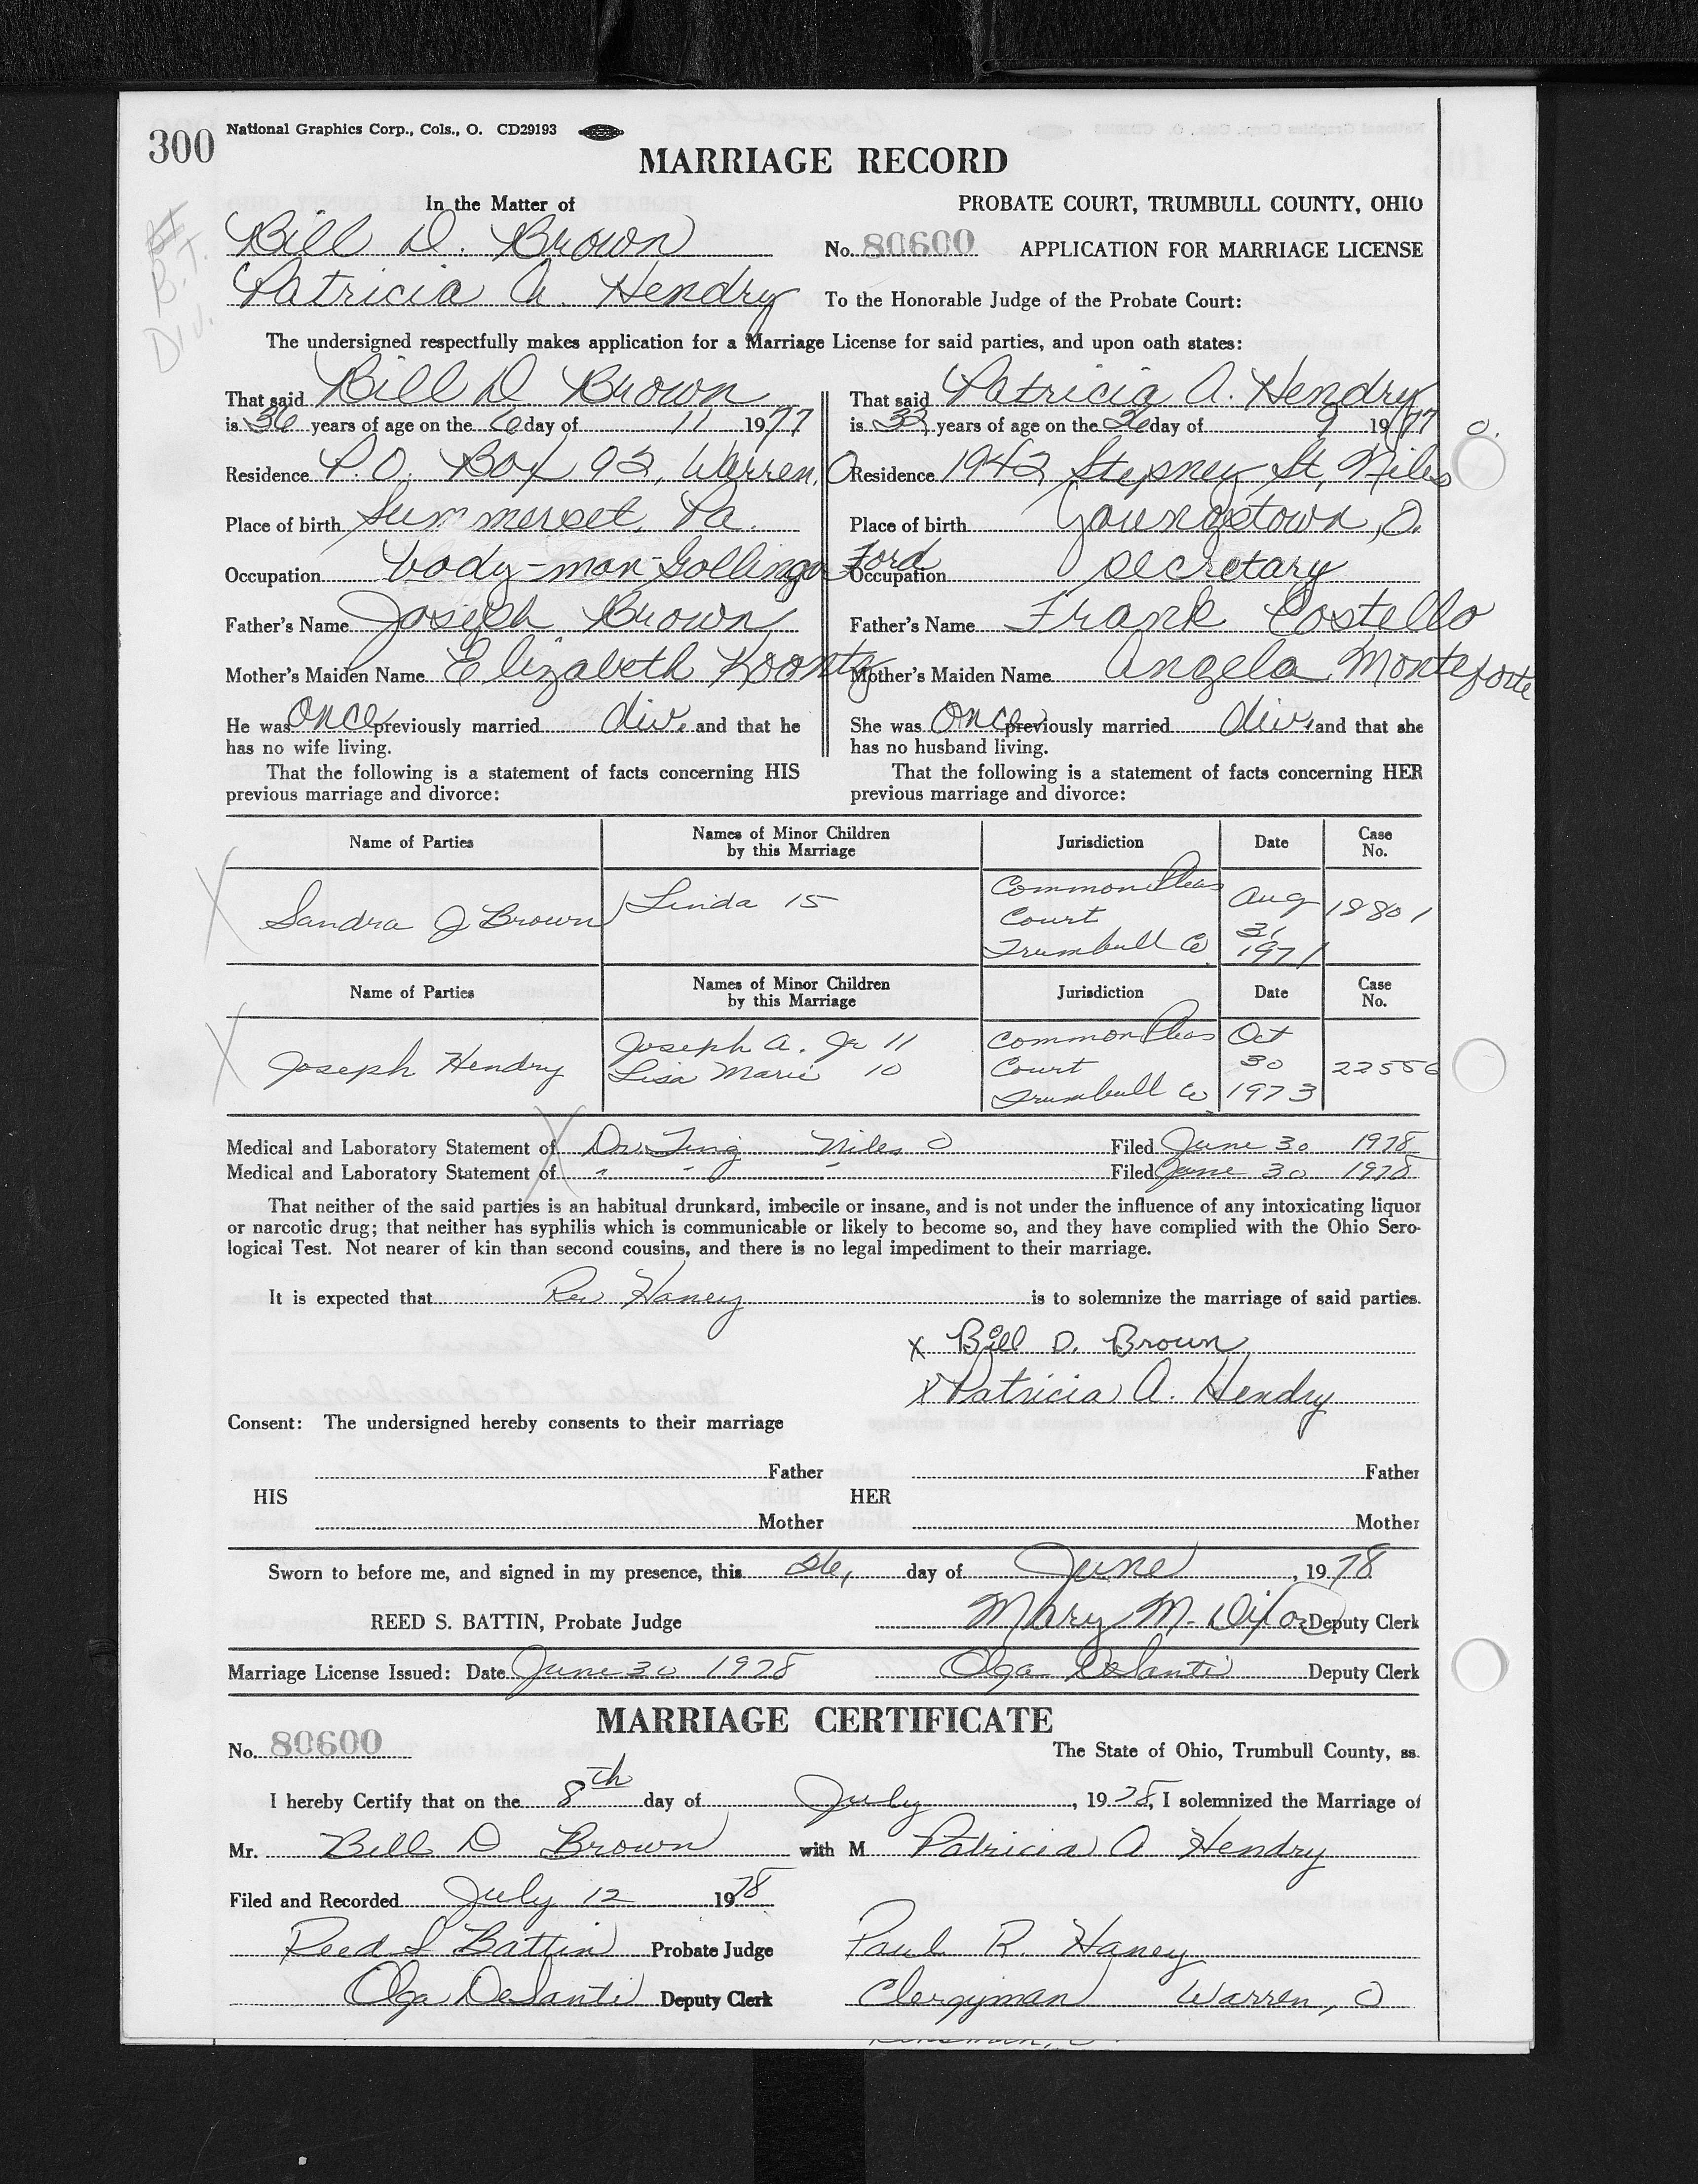 300 National Graphics Corp., Cols., O. CD29193
MARRIAGE RECORD
In the Matter of
PROBATE COURT, TRUMBULL COUNTY, OHIO
B.T.
Div.
Bill D. Brown
No. 80600 APPLICATION FOR MARRIAGE LICENSE
Patricia A. Hendry
To the Honorable Judge of the Probate Court:
The undersigned respectfully makes application for a Marriage License for said parties, and upon oath states:
That said Bill D Brown
is 36 years of age on the 6 day of 11 1977
Residence P.O. Box 92, Warren, O
Place of birth Summerset, Pa.
Occupation body-man-Gollinger Ford
Father's Name Joseph Brown
Mother's Maiden Name Elizabeth Koontz
He was once previously married div. and that he
has no wife living.
That the following is a statement of facts concerning HIS
previous marriage and divorce:
That said Patricia A. Hendry
is 33 years of age on the 26 day of 9 1977
Residence 1942 Stepney St, Niles O.
Place of birth Youngstown, O.
Occupation secretary
Father's Name Frank Costello
Mother's Maiden Name Angela Monteforte
She was once previously married div. and that she
has no husband living.
That the following is a statement of facts concerning HER
previous marriage and divorce:
Name of Parties Names of Minor Children by this Marriage Jurisdiction Date Case No.
X Sandra J Brown Linda 15 Common Pleas Court Trumbull Co. Aug 31 1971 18801
Name of Parties Names of Minor Children by this Marriage Jurisdiction Date Case No.
X Joseph Hendry Joseph A. Jr 11 Lisa Marie 10 Common Pleas Court Trumbull Co. Oct 30 1973 22556
Medical and Laboratory Statement of Dr. Ting Niles O Filed June 30 1978
Medical and Laboratory Statement of " " " Filed June 30 1978
That neither of the said parties is an habitual drunkard, imbecile or insane, and is not under the influence of any intoxicating liquor
or narcotic drug; that neither has syphilis which is communicable or likely to become so, and they have complied with the Ohio Sero-
logical Test. Not nearer of kin than second cousins, and there is no legal impediment to their marriage.
It is expected that Rev Haney is to solemnize the marriage of said parties.
X Bill D. Brown
X Patricia A. Hendry
Consent: The undersigned hereby consents to their marriage
Father Father
HIS HER
Mother Mother
Sworn to before me, and signed in my presence, this 26, day of June, 1978
REED S. BATTIN, Probate Judge Mary M. Dixon Deputy Clerk
Marriage License Issued: Date June 30 1978 Olga DeSanti Deputy Clerk
MARRIAGE CERTIFICATE
No. 80600
The State of Ohio, Trumbull County, ss.
I hereby Certify that on the 8th day of July, 1978, I solemnized the Marriage of
Mr. Bill D Brown with M Patricia A Hendry
Filed and Recorded July 12 1978
Reed S Battin Probate Judge Paul R. Haney
Olga DeSanti Deputy Clerk Clergyman Warren, O